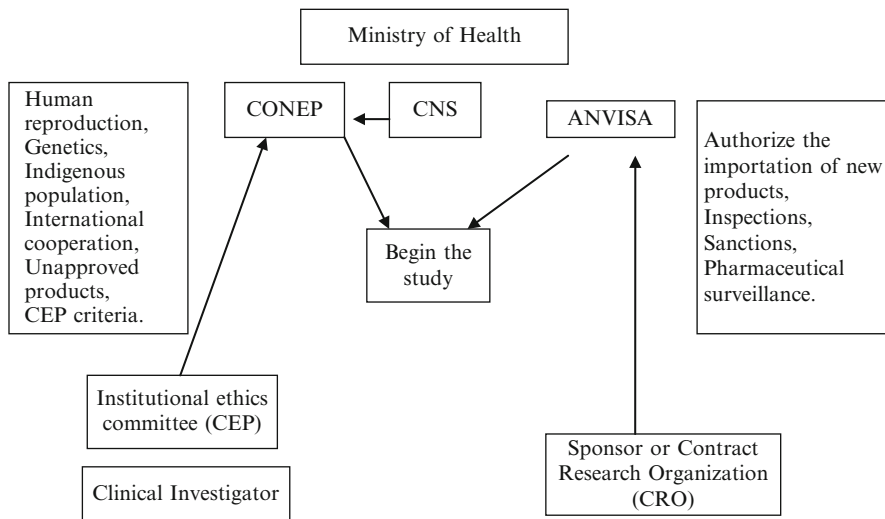 Ministry of Health
Human
reproduction,
Genetics,
Indigenous
population,
International
cooperation,
Unapproved
products,
CEP criteria.
CONEP
CNS
ANVISA
Authorize the
importation of new
products,
Inspections,
Sanctions,
Pharmaceutical
surveillance.
Begin the
study
Institutional ethics
committee (CEP)
Clinical Investigator
Sponsor or Contract
Research Organization
(CRO)